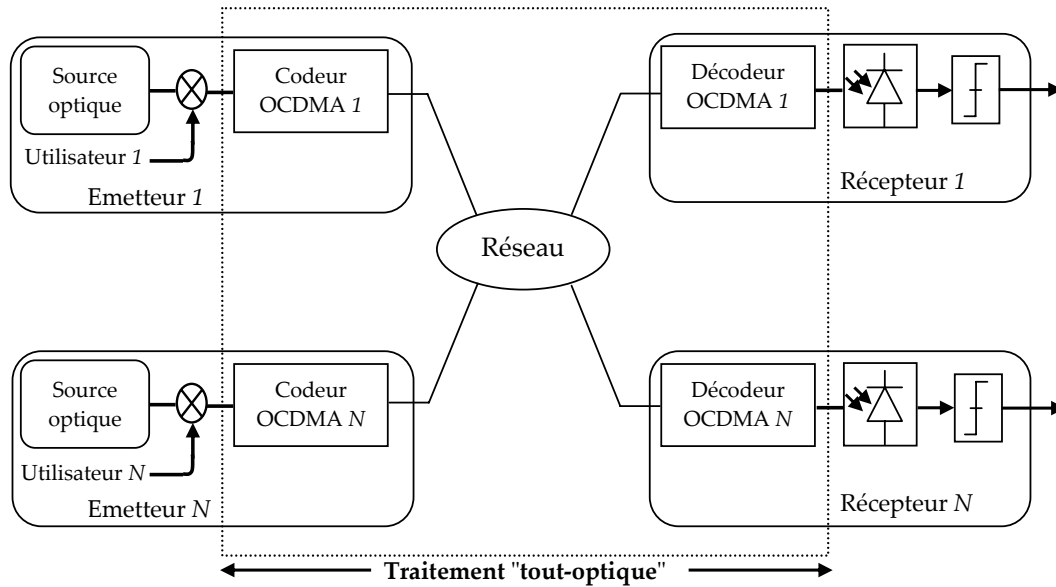 Source
optique
Utilisateur 1
Emetteur 1
Codeur
OCDMA 1
Réseau
Décodeur
OCDMA 1
Récepteur 1
Source
optique
Utilisateur N
Emetteur N
Codeur
OCDMA N
Décodeur
OCDMA N
Récepteur N
Traitement "tout-optique"